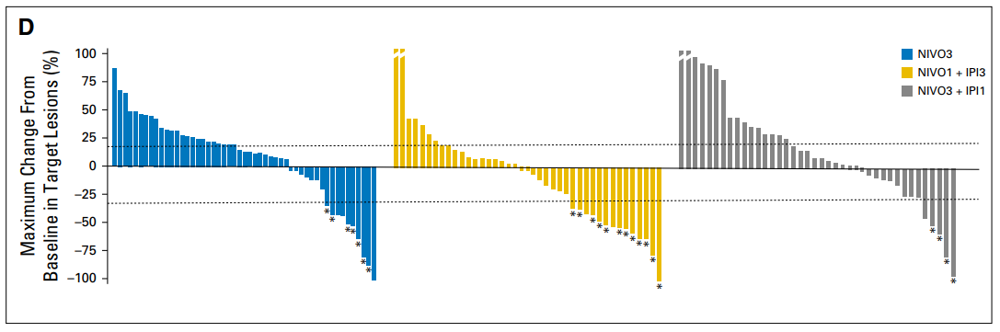 D
Maximum Change From
Baseline in Target Lesions (%)
100
75
50
25
0
−25
−50
−75
−100
NIVO3
NIVO1 + IPI3
NIVO3 + IPI1
* * * * * * * *
* * * * * * * * * * * * *
* * * *